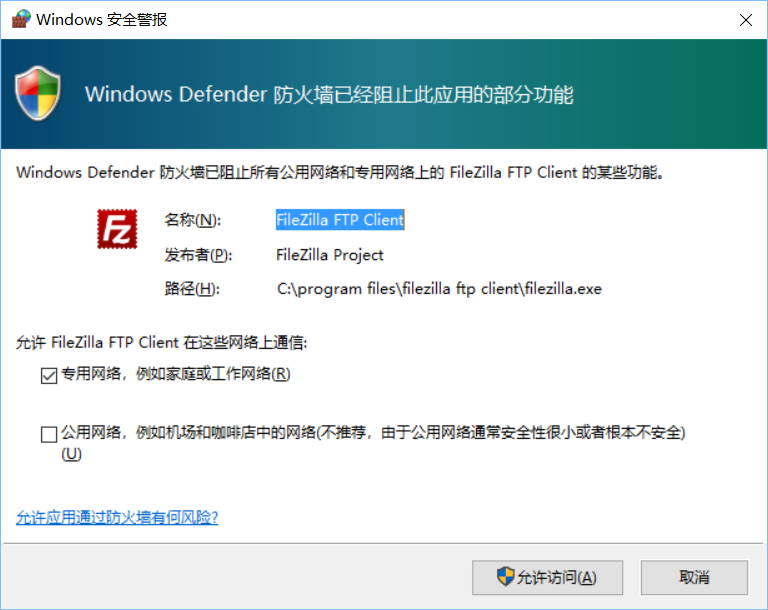 Windows 安全警报
Windows Defender 防火墙已经阻止此应用的部分功能
Windows Defender 防火墙已阻止所有公用网络和专用网络上的 FileZilla FTP Client 的某些功能。
Fz
名称(N): FileZilla FTP Client
发布者(P): FileZilla Project
路径(H): C:\program files\filezilla ftp client\filezilla.exe
允许 FileZilla FTP Client 在这些网络上通信:
专用网络，例如家庭或工作网络(R)
公用网络，例如机场和咖啡店中的网络(不推荐，由于公用网络通常安全性很小或者根本不安全)
(U)
允许应用通过防火墙有何风险?
允许访问(A) 取消